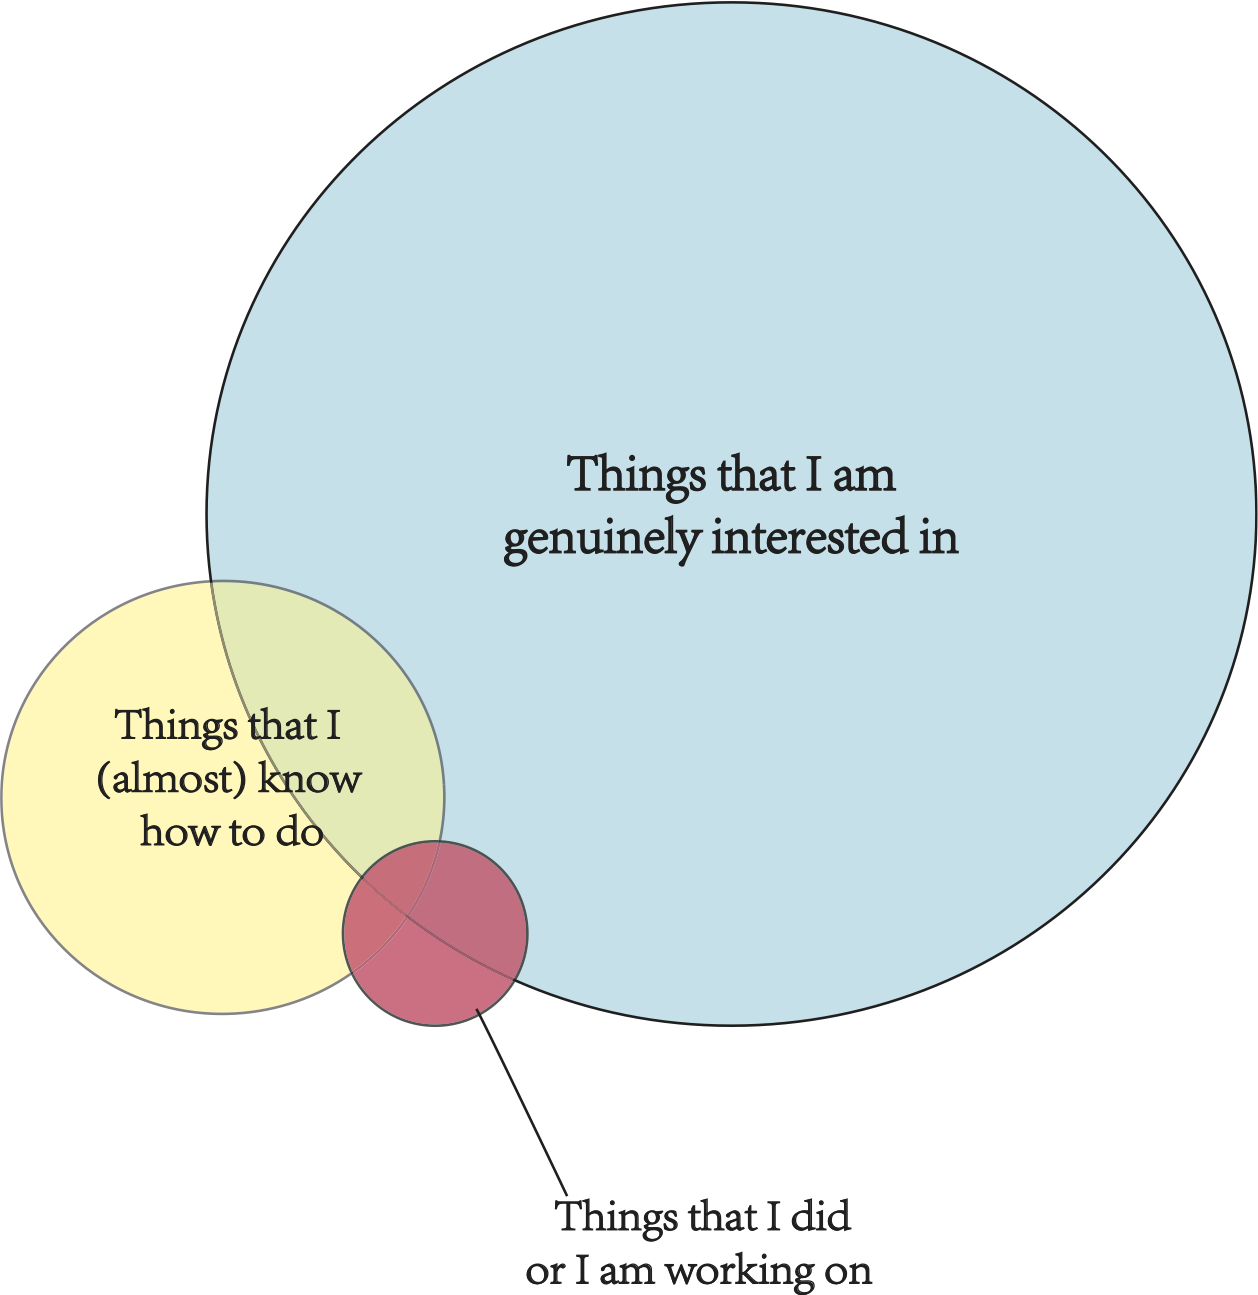 Things that I am
genuinely interested in
Things that I
(almost) know
how to do
Things that I did
or I am working on